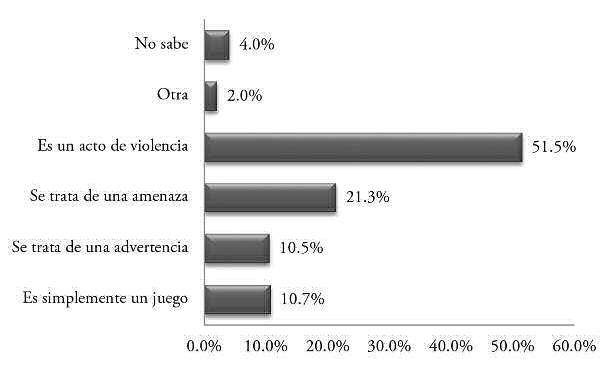 No sabe 4.0%
Otra 2.0%
Es un acto de violencia 51.5%
Se trata de una amenaza 21.3%
Se trata de una advertencia 10.5%
Es simplemente un juego 10.7%
0.0% 10.0% 20.0% 30.0% 40.0% 50.0% 60.0%